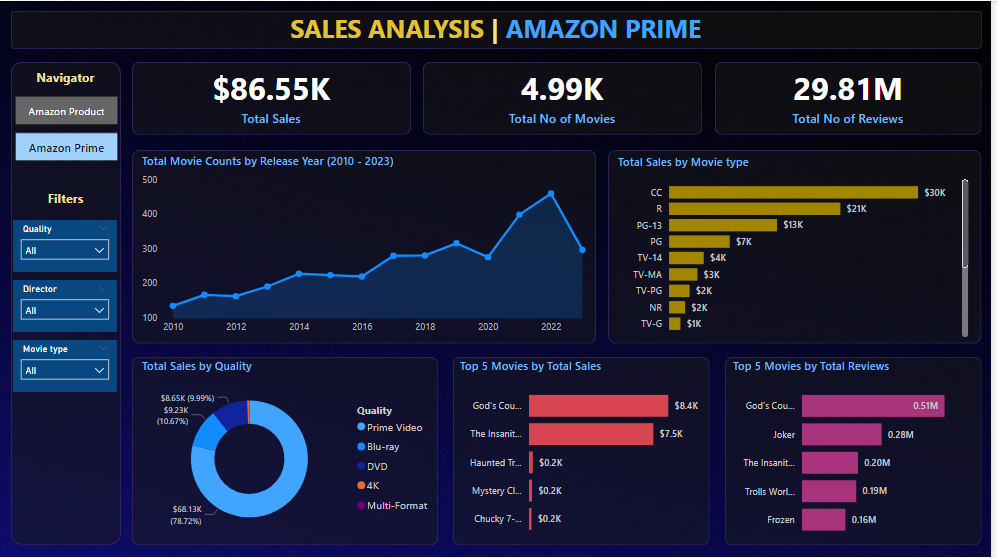 SALES ANALYSIS | AMAZON PRIME
Navigator
Amazon Product
Amazon Prime
Filters
Quality
All
Director
All
Movie type
All
$86.55K
Total Sales
4.99K
Total No of Movies
29.81M
Total No of Reviews
Total Movie Counts by Release Year (2010 - 2023)
500
400
300
200
100
2010 2012 2014 2016 2018 2020 2022
Total Sales by Movie type
CC $30K
R $21K
PG-13 $13K
PG $7K
TV-14 $4K
TV-MA $3K
TV-PG $2K
NR $2K
TV-G $1K
Total Sales by Quality
$8.65K (9.99%)
$9.23K
(10.67%)
$68.13K
(78.72%)
Quality
Prime Video
Blu-ray
DVD
4K
Multi-Format
Top 5 Movies by Total Sales
God's Cou... $8.4K
The Insanit... $7.5K
Haunted Tr... $0.2K
Mystery Cl... $0.2K
Chucky 7-... $0.2K
Top 5 Movies by Total Reviews
God's Cou... 0.51M
Joker 0.28M
The Insanit... 0.20M
Trolls Worl... 0.19M
Frozen 0.16M